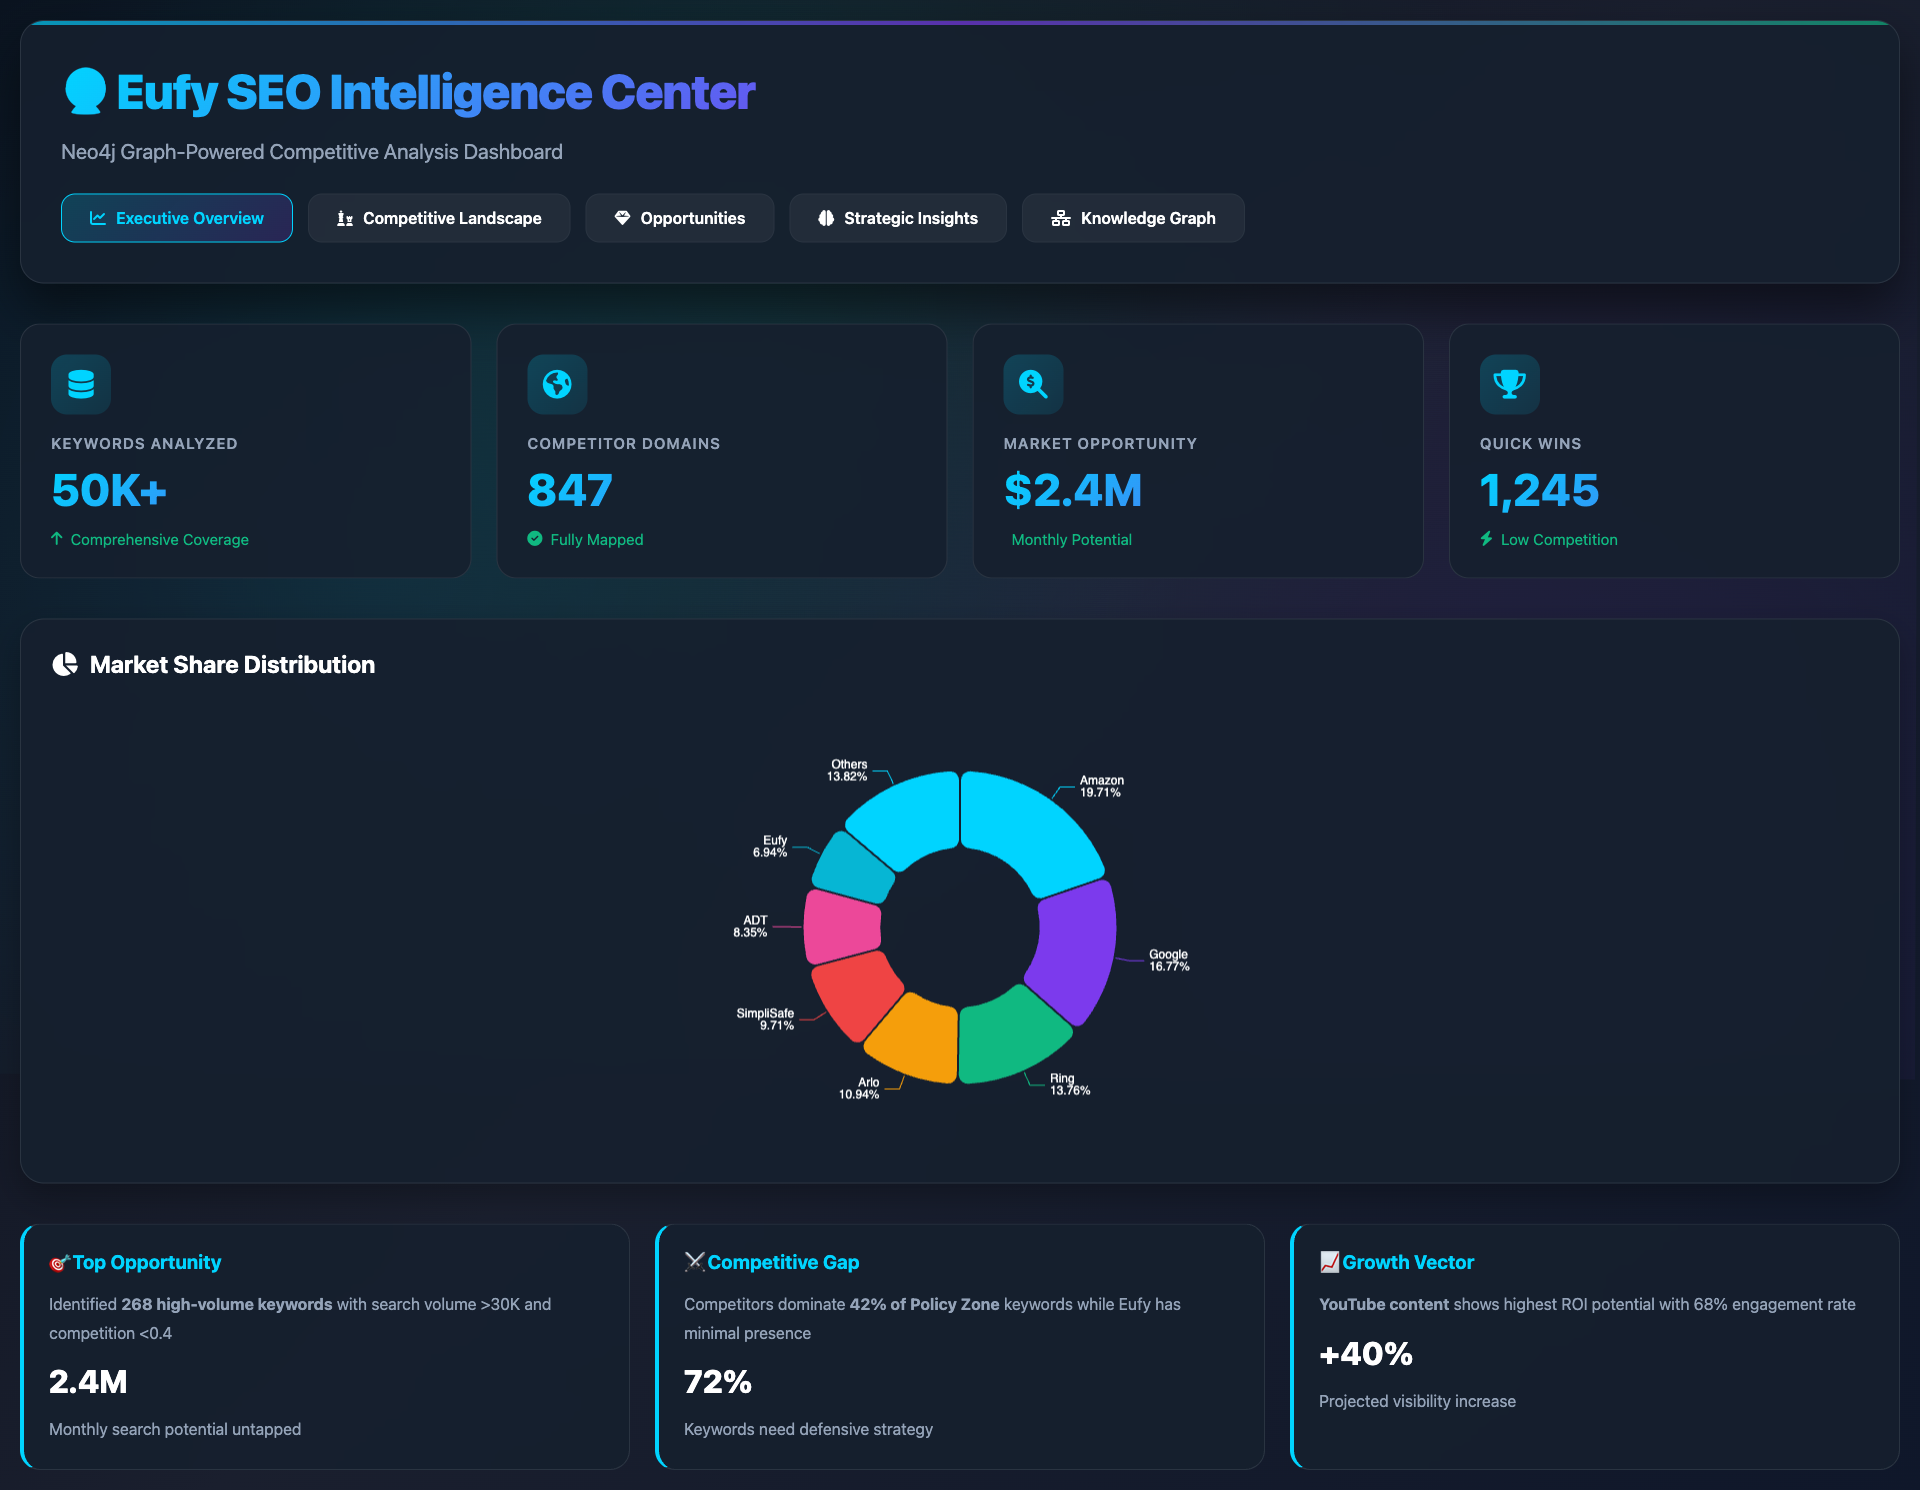 Eufy SEO Intelligence Center
Neo4j Graph-Powered Competitive Analysis Dashboard
Executive Overview
Competitive Landscape
Opportunities
Strategic Insights
Knowledge Graph
KEYWORDS ANALYZED
50K+
Comprehensive Coverage
COMPETITOR DOMAINS
847
Fully Mapped
MARKET OPPORTUNITY
$2.4M
Monthly Potential
QUICK WINS
1,245
Low Competition
Market Share Distribution
Others
13.82%
Amazon
19.71%
Eufy
6.94%
ADT
8.35%
Google
16.77%
SimpliSafe
9.71%
Arlo
10.94%
Ring
13.76%
Top Opportunity
Identified 268 high-volume keywords with search volume >30K and
competition <0.4
2.4M
Monthly search potential untapped
Competitive Gap
Competitors dominate 42% of Policy Zone keywords while Eufy has
minimal presence
72%
Keywords need defensive strategy
Growth Vector
YouTube content shows highest ROI potential with 68% engagement rate
+40%
Projected visibility increase